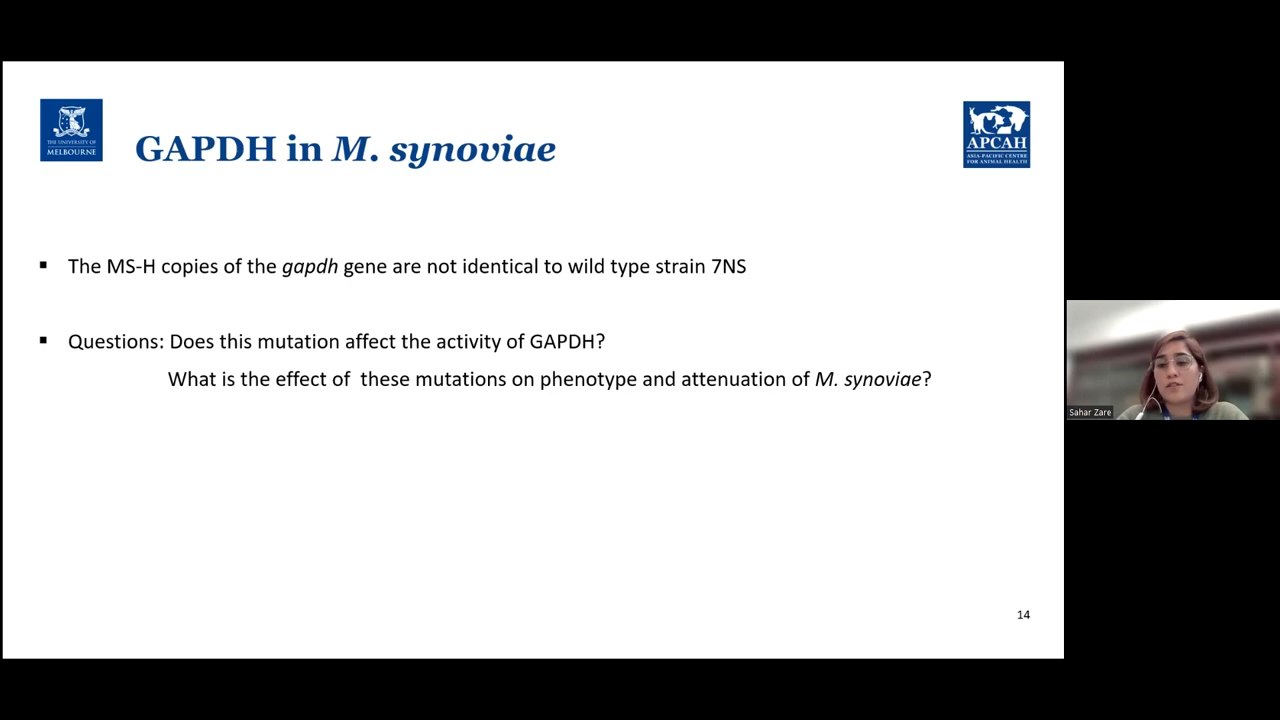 THE UNIVERSITY OF
MELBOURNE
GAPDH in M. synoviae
APCAH
ASIA-PACIFIC CENTRE
FOR ANIMAL HEALTH
▪ The MS-H copies of the gapdh gene are not identical to wild type strain 7NS
▪ Questions: Does this mutation affect the activity of GAPDH?
What is the effect of  these mutations on phenotype and attenuation of M. synoviae?
Sahar Zare
14